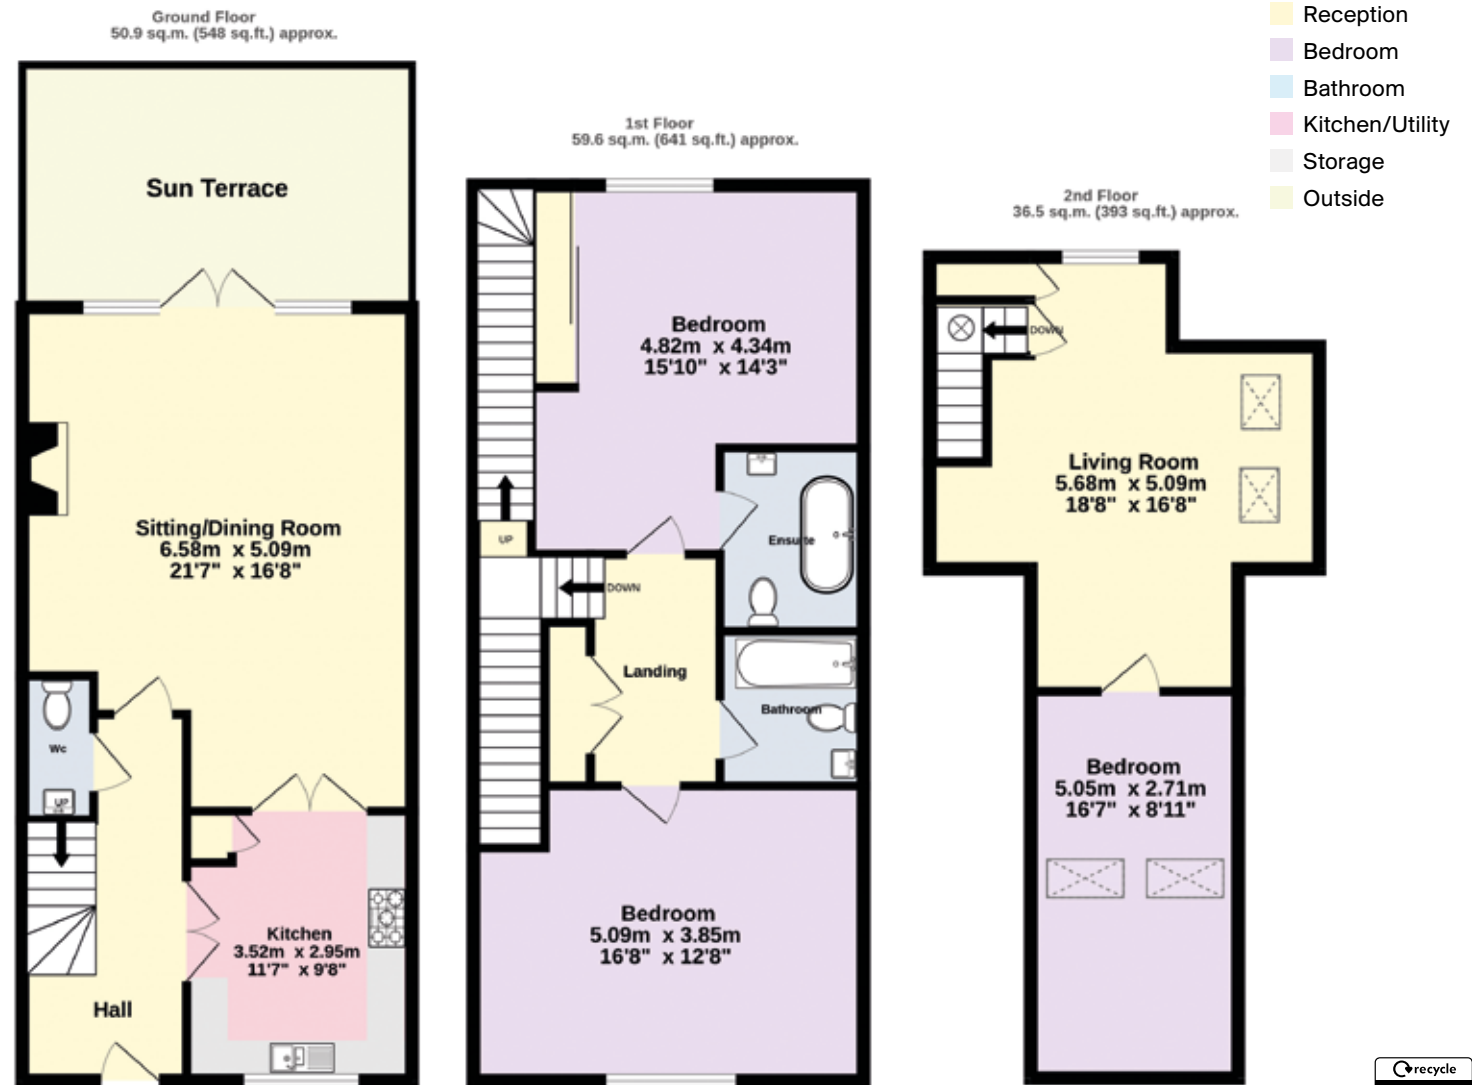 Ground Floor
50.9 sq.m. (548 sq.ft.) approx.
Sun Terrace
Sitting/Dining Room
6.58m x 5.09m
21'7" x 16'8"
Wc
UP
Kitchen
3.52m x 2.95m
11'7" x 9'8"
Hall
1st Floor
59.6 sq.m. (641 sq.ft.) approx.
Bedroom
4.82m x 4.34m
15'10" x 14'3"
UP
Ensuite
DOWN
Landing
Bathroom
Bedroom
5.09m x 3.85m
16'8" x 12'8"
2nd Floor
36.5 sq.m. (393 sq.ft.) approx.
DOWN
Living Room
5.68m x 5.09m
18'8" x 16'8"
Bedroom
5.05m x 2.71m
16'7" x 8'11"
Reception
Bedroom
Bathroom
Kitchen/Utility
Storage
Outside
recycle